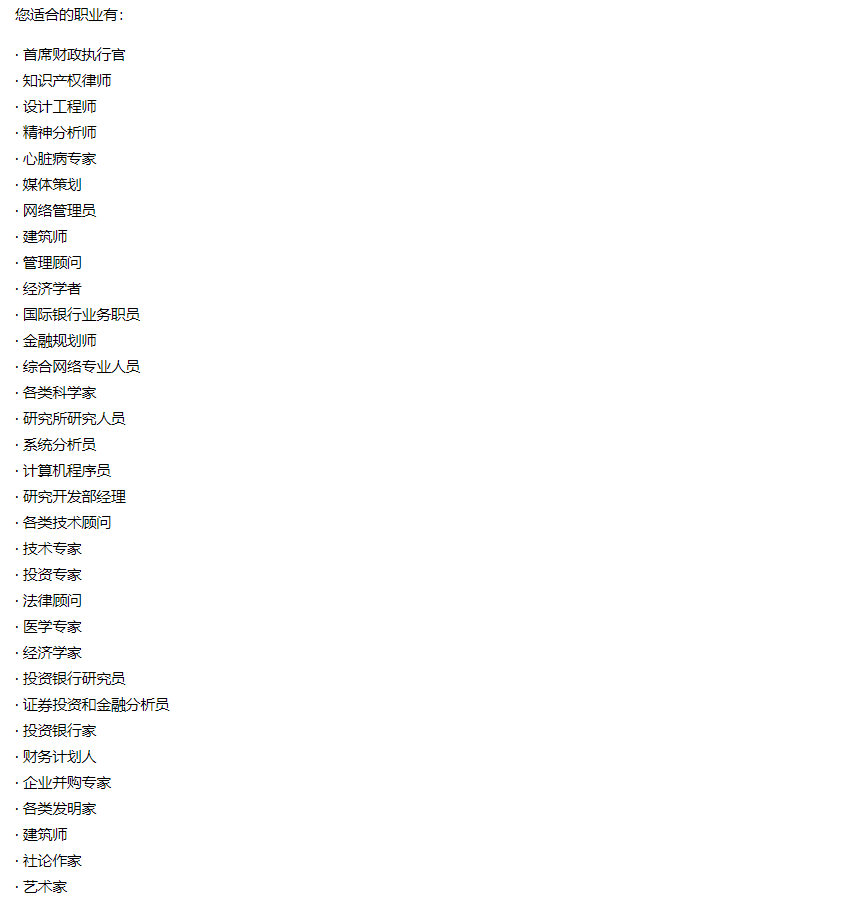 您适合的职业有：
· 首席财政执行官
· 知识产权律师
· 设计工程师
· 精神分析师
· 心脏病专家
· 媒体策划
· 网络管理员
· 建筑师
· 管理顾问
· 经济学者
· 国际银行业务职员
· 金融规划师
· 综合网络专业人员
· 各类科学家
· 研究所研究人员
· 系统分析员
· 计算机程序员
· 研究开发部经理
· 各类技术顾问
· 技术专家
· 投资专家
· 法律顾问
· 医学专家
· 经济学家
· 投资银行研究员
· 证券投资和金融分析员
· 投资银行家
· 财务计划人
· 企业并购专家
· 各类发明家
· 建筑师
· 社论作家
· 艺术家